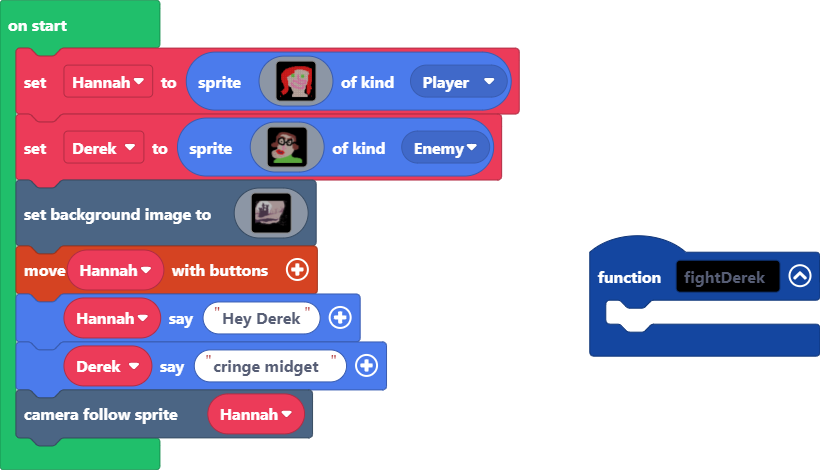 on start
set Hannah to sprite of kind Player
set Derek to sprite of kind Enemy
set background image to
move Hannah with buttons
Hannah say "Hey Derek"
Derek say "cringe midget "
camera follow sprite Hannah
function fightDerek